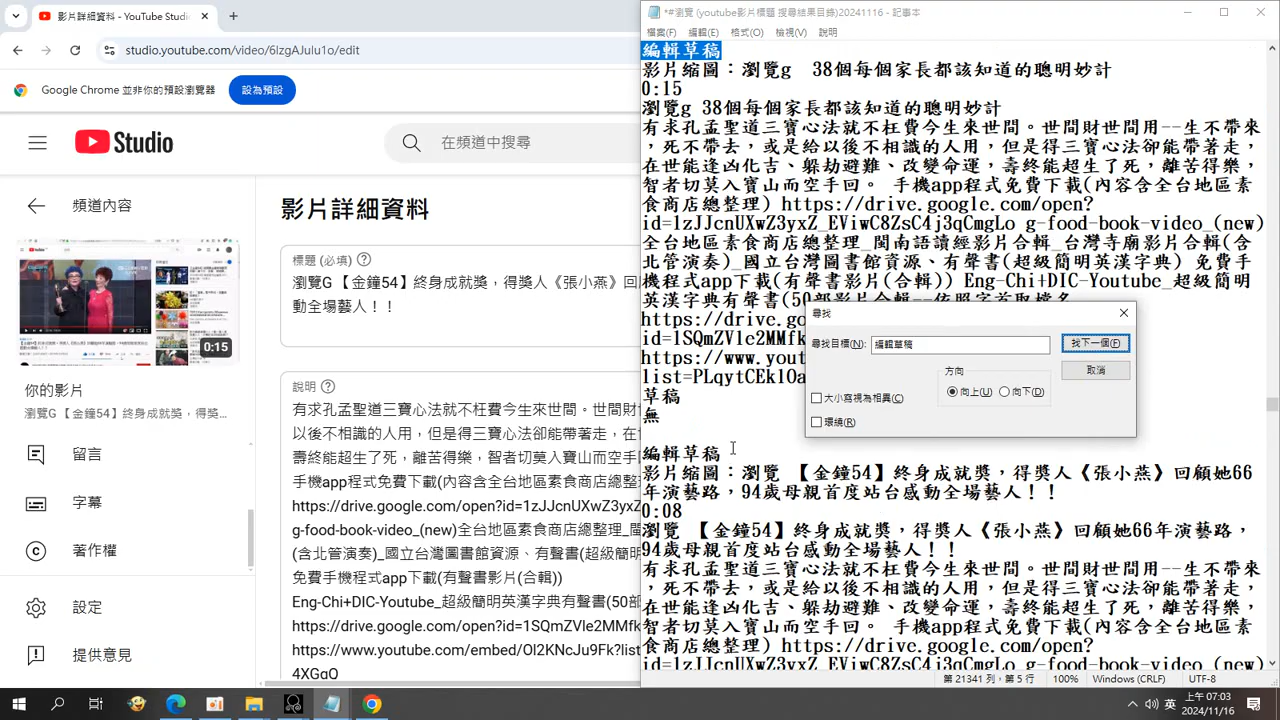 影片詳細資料 - YouTube Studio
studio.youtube.com/video/6lzgAJulu1o/edit
Google Chrome 並非你的預設瀏覽器
設為預設
Studio
在頻道中搜尋
頻道內容
0:15
你的影片
瀏覽G 【金鐘54】終身成就獎，得獎...
留言
字幕
著作權
設定
提供意見
影片詳細資料
標題 (必填)
瀏覽G【金鐘54】終身成就獎，得獎人《張小燕》回
動全場藝人！！
說明
有求孔孟聖道三寶心法就不枉費今生來世間。世間財世
以後不相識的人用，但是得三寶心法卻能帶著走，在
壽終能超生了死，離苦得樂，智者切莫入寶山而空手回。
手機app程式免費下載(內容含全台地區素食商店總整理)
https://drive.google.com/open?id=1zJJcnUXwZ3yxZ
g-food-book-video_(new)全台地區素食商店總整理_閩
(含北管演奏)_國立台灣圖書館資源、有聲書(超級簡明
免費手機程式app下載(有聲書影片(合輯))
Eng-Chi+DIC-Youtube_超級簡明英漢字典有聲書(50部
https://drive.google.com/open?id=1SQmZVle2MMfk
https://www.youtube.com/embed/Ol2KNcJu9Fk?list
4XGgO
*#瀏覽 (youtube影片標題 搜尋結果目錄)20241116 - 記事本
檔案(F) 編輯(E) 格式(O) 檢視(V) 說明
編輯草稿
影片縮圖：瀏覽g 38個每個家長都該知道的聰明妙計
0:15
瀏覽g 38個每個家長都該知道的聰明妙計
有求孔孟聖道三寶心法就不枉費今生來世間。世間財世間用--生不帶來
，死不帶去，或是給以後不相識的人用，但是得三寶心法卻能帶著走，
在世能逢凶化吉、躲劫避難、改變命運，壽終能超生了死，離苦得樂，
智者切莫入寶山而空手回。 手機app程式免費下載(內容含全台地區素
食商店總整理) https://drive.google.com/open?
id=1zJJcnUXwZ3yxZ_EViwC8ZsC4j3qCmgLo g-food-book-video_(new)
全台地區素食商店總整理_閩南語讀經影片合輯_台灣寺廟影片合輯(含
北管演奏)_國立台灣圖書館資源、有聲書(超級簡明英漢字典) 免費手
機程式app下載(有聲書影片(合輯)) Eng-Chi+DIC-Youtube_超級簡明
英漢字典有聲書(50部影片合輯--依照字首取檔名
https://drive.go
id=1SQmZVle2MMfk
https://www.yout
list=PLqytCEklOa
草稿
無
尋找
尋找目標(N):
編輯草稿
找下一個(F)
取消
方向
向上(U) 向下(D)
大小寫視為相異(C)
環繞(R)
編輯草稿
影片縮圖：瀏覽 【金鐘54】終身成就獎，得獎人《張小燕》回顧她66
年演藝路，94歲母親首度站台感動全場藝人！！
0:08
瀏覽 【金鐘54】終身成就獎，得獎人《張小燕》回顧她66年演藝路，
94歲母親首度站台感動全場藝人！！
有求孔孟聖道三寶心法就不枉費今生來世間。世間財世間用--生不帶來
，死不帶去，或是給以後不相識的人用，但是得三寶心法卻能帶著走，
在世能逢凶化吉、躲劫避難、改變命運，壽終能超生了死，離苦得樂，
智者切莫入寶山而空手回。 手機app程式免費下載(內容含全台地區素
食商店總整理) https://drive.google.com/open?
id=1zJJcnUXwZ3yxZ_EViwC8ZsC4j3qCmgLo g-food-book-video_(new)
第 21341 列，第 5 行 100% Windows (CRLF) UTF-8
英
上午 07:03
2024/11/16